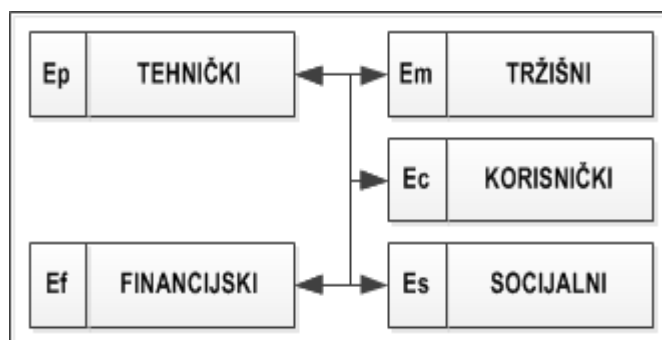 Ep TEHNIČKI
Em TRŽIŠNI
Ec KORISNIČKI
Ef FINANCIJSKI
Es SOCIJALNI